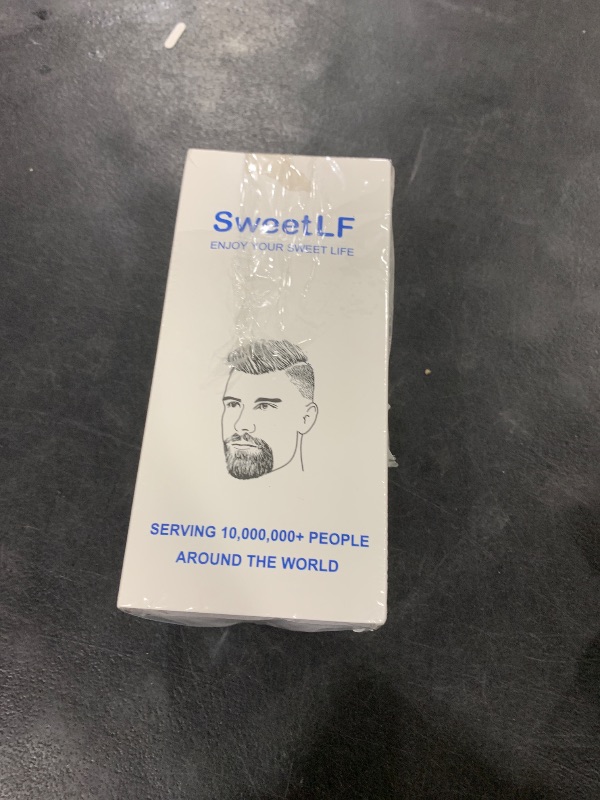 SweetLF
ENJOY YOUR SWEET LIFE
SERVING 10,000,000+ PEOPLE
AROUND THE WORLD